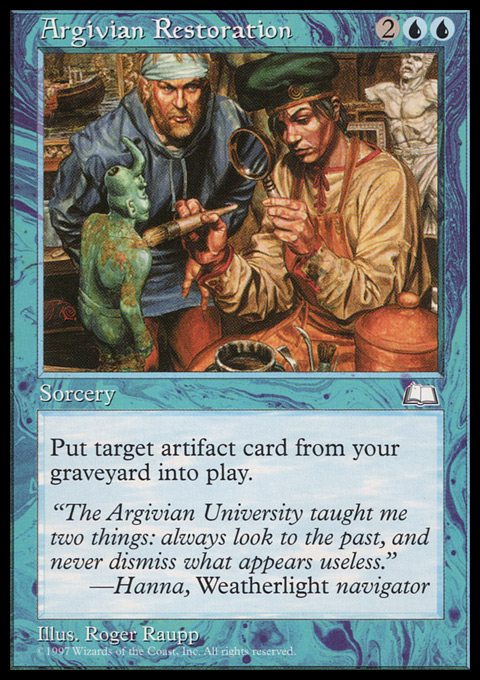 Argivian Restoration 2
Sorcery
Put target artifact card from your
graveyard into play.
“The Argivian University taught me
two things: always look to the past, and
never dismiss what appears useless.”
—Hanna, Weatherlight navigator
Illus. Roger Raupp
©1997 Wizards of the Coast, Inc. All rights reserved.